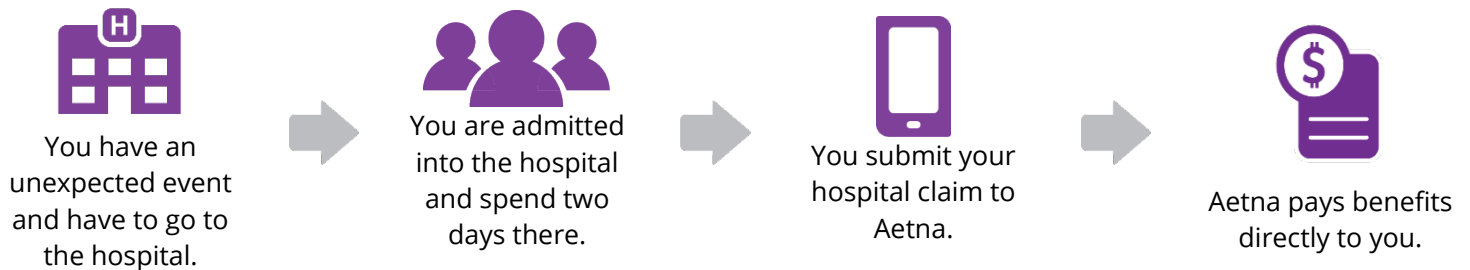 H
You have an
unexpected event
and have to go to
the hospital.
You are admitted
into the hospital
and spend two
days there.
You submit your
hospital claim to
Aetna.
$
Aetna pays benefits
directly to you.